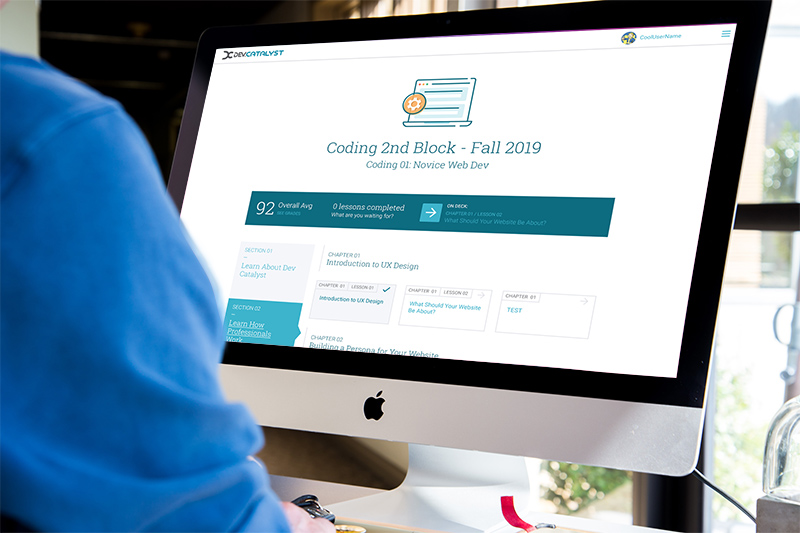 DEVCATALYST
CoolUserName
Coding 2nd Block - Fall 2019
Coding 01: Novice Web Dev
92 Overall Avg
SEE GRADES
0 lessons completed
What are you waiting for?
ON DECK:
CHAPTER 01 / LESSON 02
What Should Your Website Be About?
SECTION 01
–
Learn About Dev
Catalyst
SECTION 02
–
Learn How
Professionals
Work
CHAPTER 01
Introduction to UX Design
CHAPTER 01 LESSON 01
Introduction to UX Design
CHAPTER 01 LESSON 02
What Should Your Website
Be About?
CHAPTER 01
TEST
CHAPTER 02
Building a Persona for Your Website